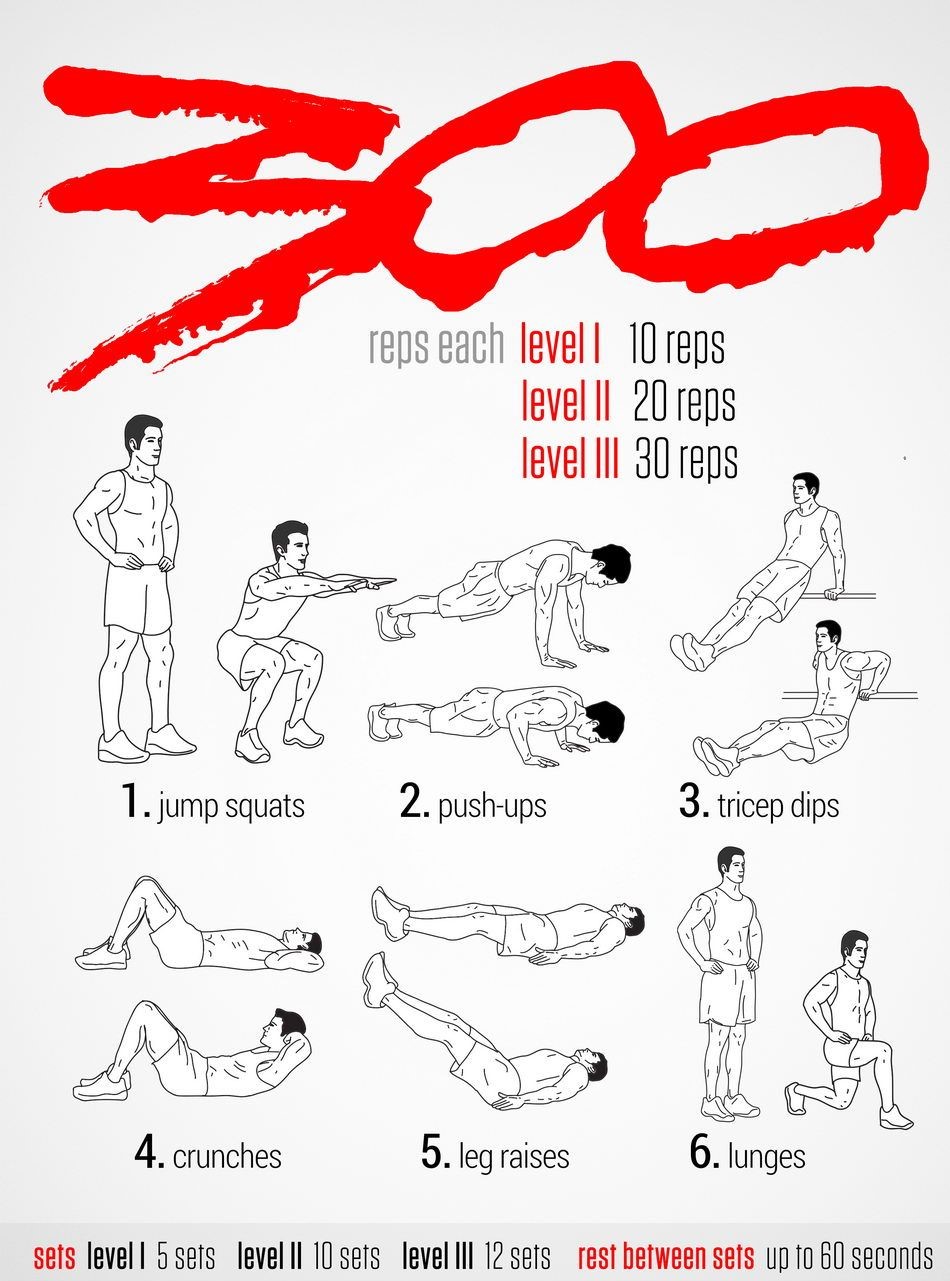 300
reps each level I 10 reps
level II 20 reps
level III 30 reps
1. jump squats
2. push-ups
3. tricep dips
4. crunches
5. leg raises
6. lunges
sets level I 5 sets level II 10 sets level III 12 sets rest between sets up to 60 seconds